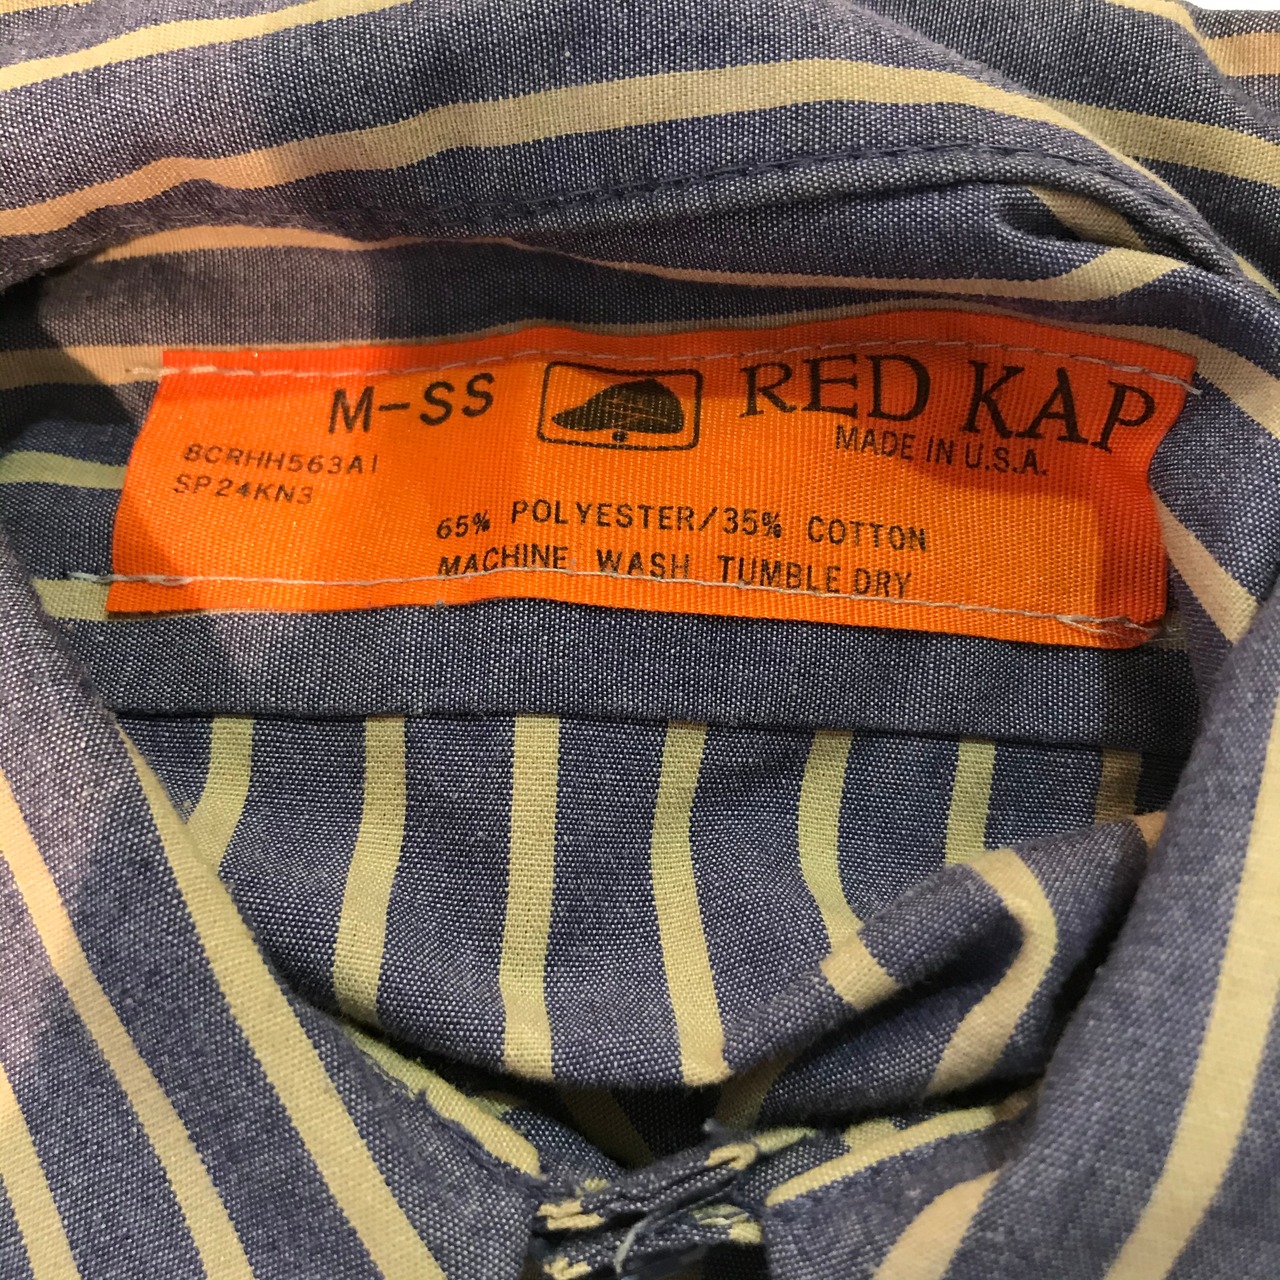 M-SS
RED KAP
MADE IN U.S.A.
8CRHH563A1
SP24KN3
65% POLYESTER/35% COTTON
MACHINE WASH TUMBLE DRY